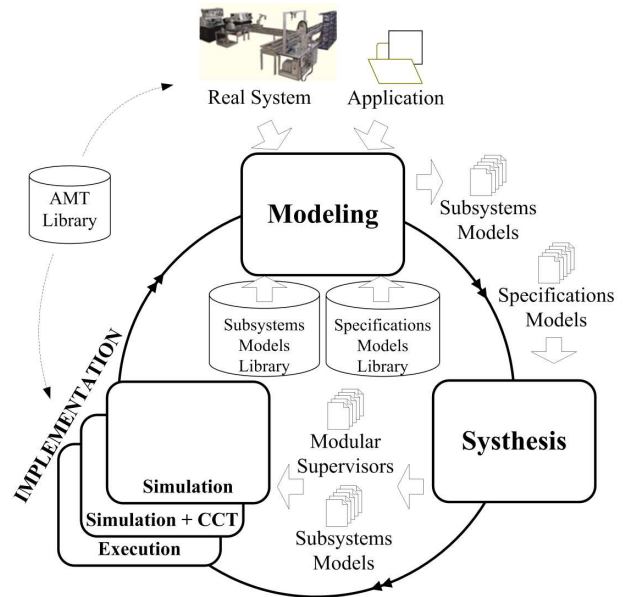 Real System
Application
AMT
Library
Modeling
Subsystems
Models
Specifications
Models
Subsystems
Models
Library
Specifications
Models
Library
IMPLEMENTATION
Modular
Supervisors
Systhesis
Simulation
Simulation + CCT
Execution
Subsystems
Models